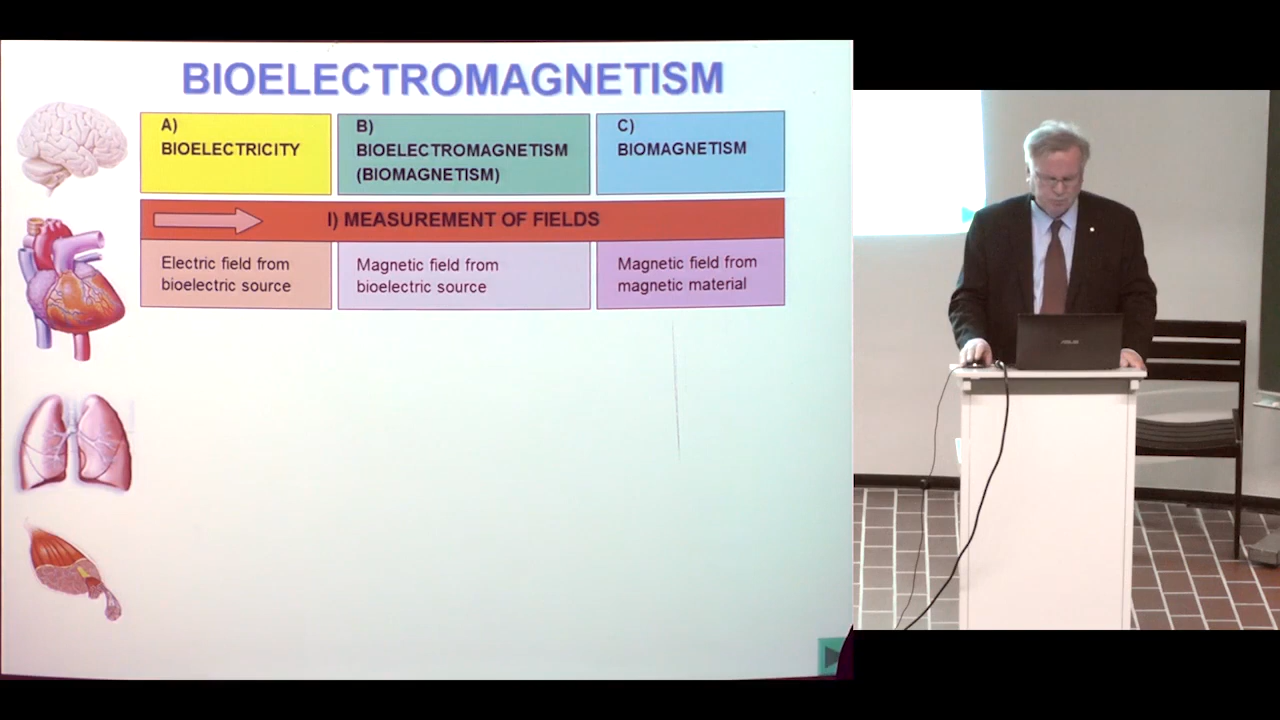 BIOELECTROMAGNETISM
A)
BIOELECTRICITY
B)
BIOELECTROMAGNETISM
(BIOMAGNETISM)
C)
BIOMAGNETISM
I) MEASUREMENT OF FIELDS
Electric field from
bioelectric source
Magnetic field from
bioelectric source
Magnetic field from
magnetic material
ASUS